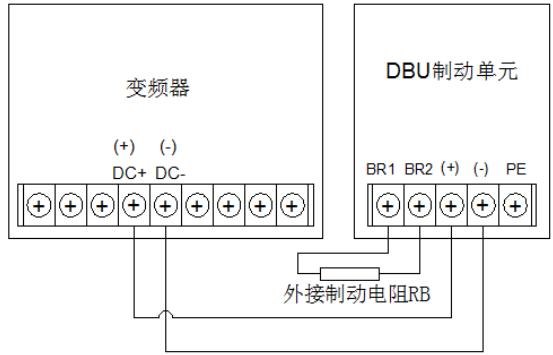 变频器
(+) (-)
DC+ DC-
DBU制动单元
BR1 BR2 (+) (-) PE
外接制动电阻RB